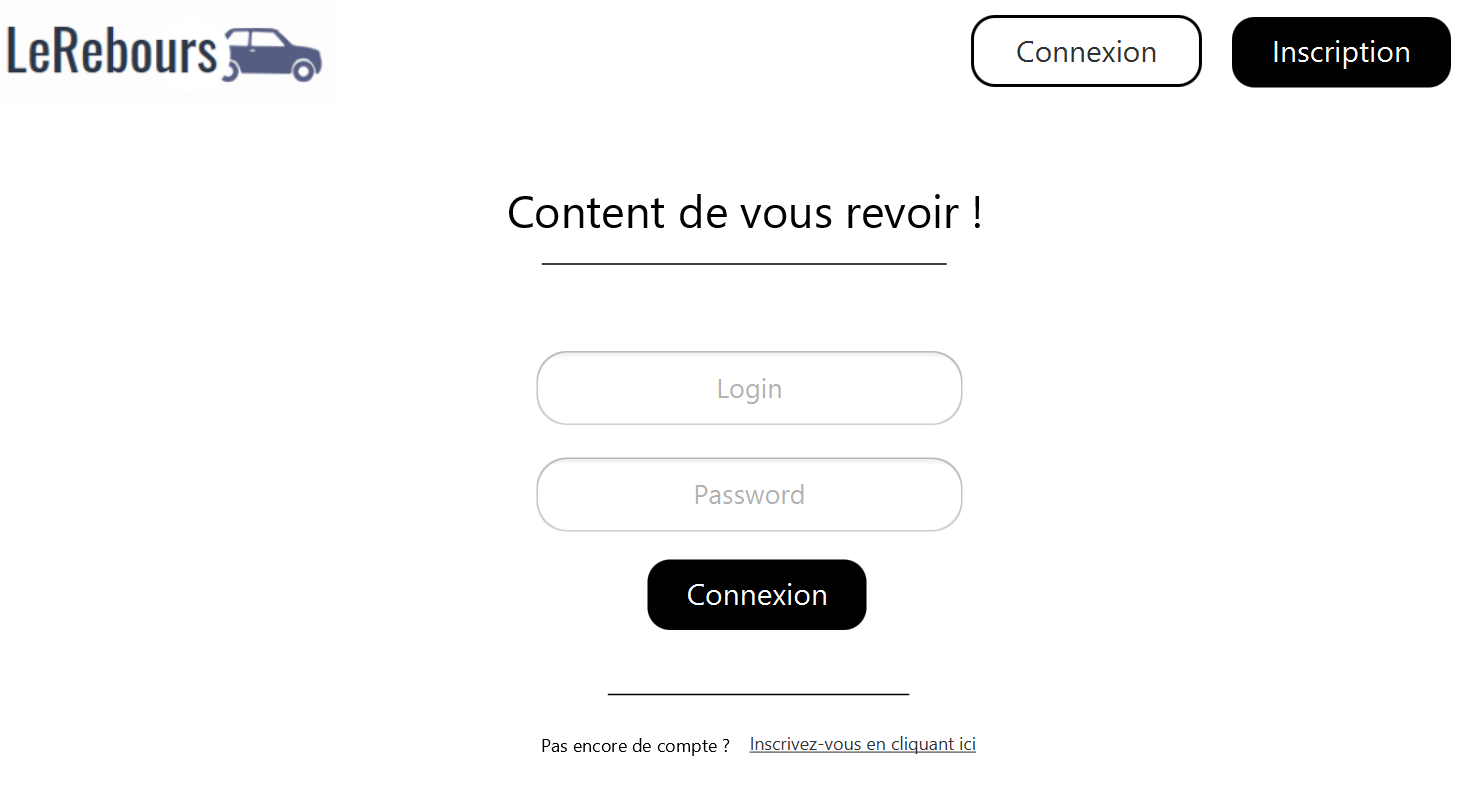 LeRebours
Connexion
Inscription
Content de vous revoir !
Login
Password
Connexion
Pas encore de compte ? Inscrivez-vous en cliquant ici